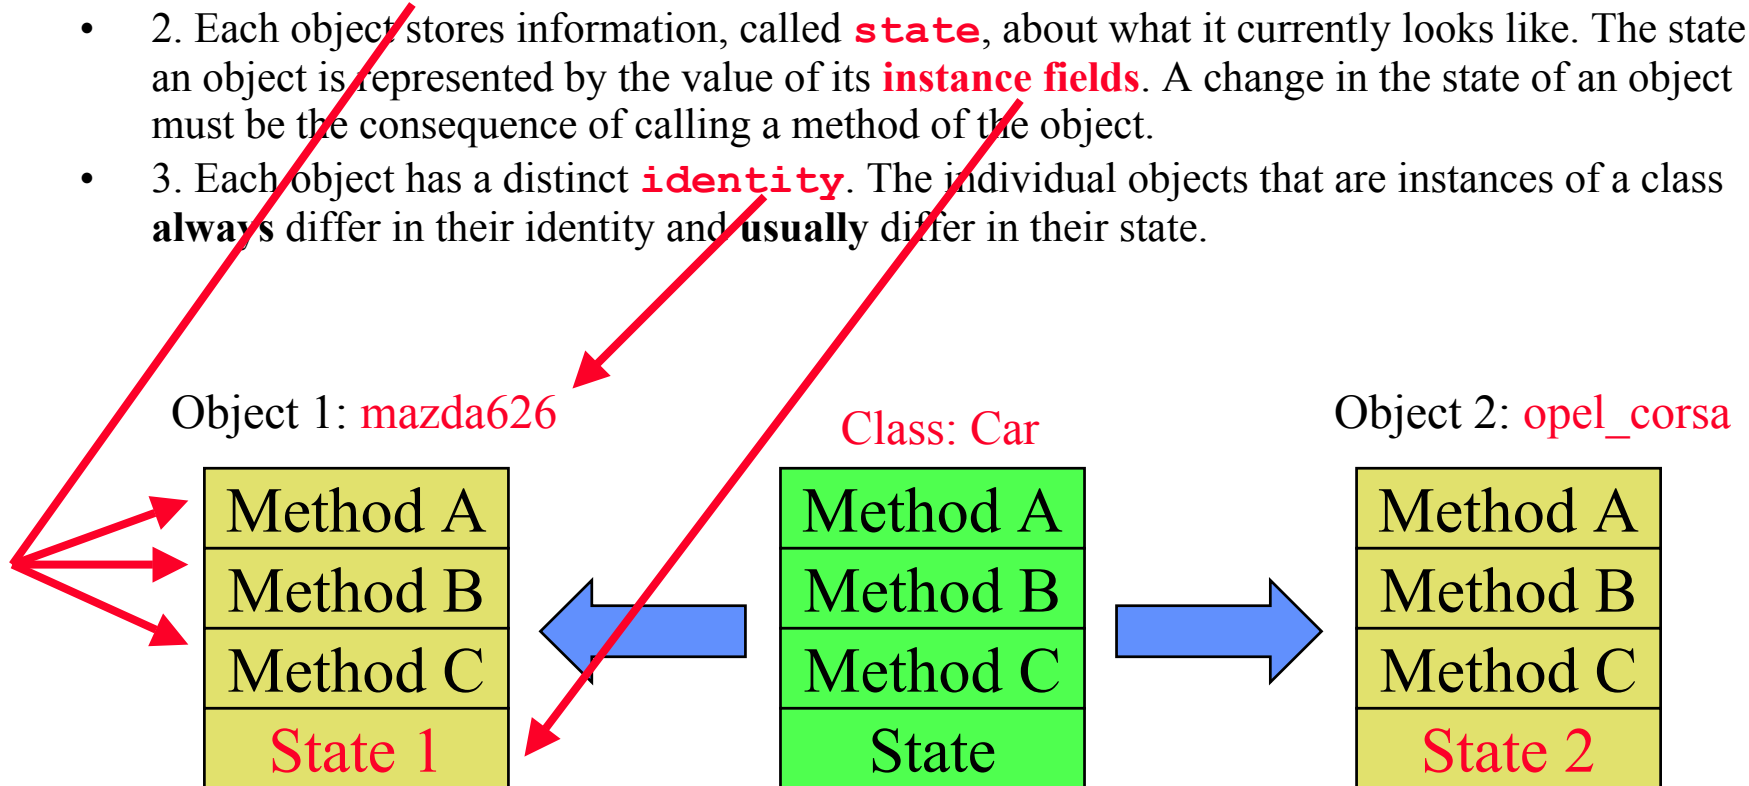 • 2. Each object stores information, called state, about what it currently looks like. The state
an object is represented by the value of its instance fields. A change in the state of an object
must be the consequence of calling a method of the object.
• 3. Each object has a distinct identity. The individual objects that are instances of a class
always differ in their identity and usually differ in their state.
Object 1: mazda626
Class: Car
Object 2: opel_corsa
Method A
Method B
Method C
State 1
Method A
Method B
Method C
State
Method A
Method B
Method C
State 2